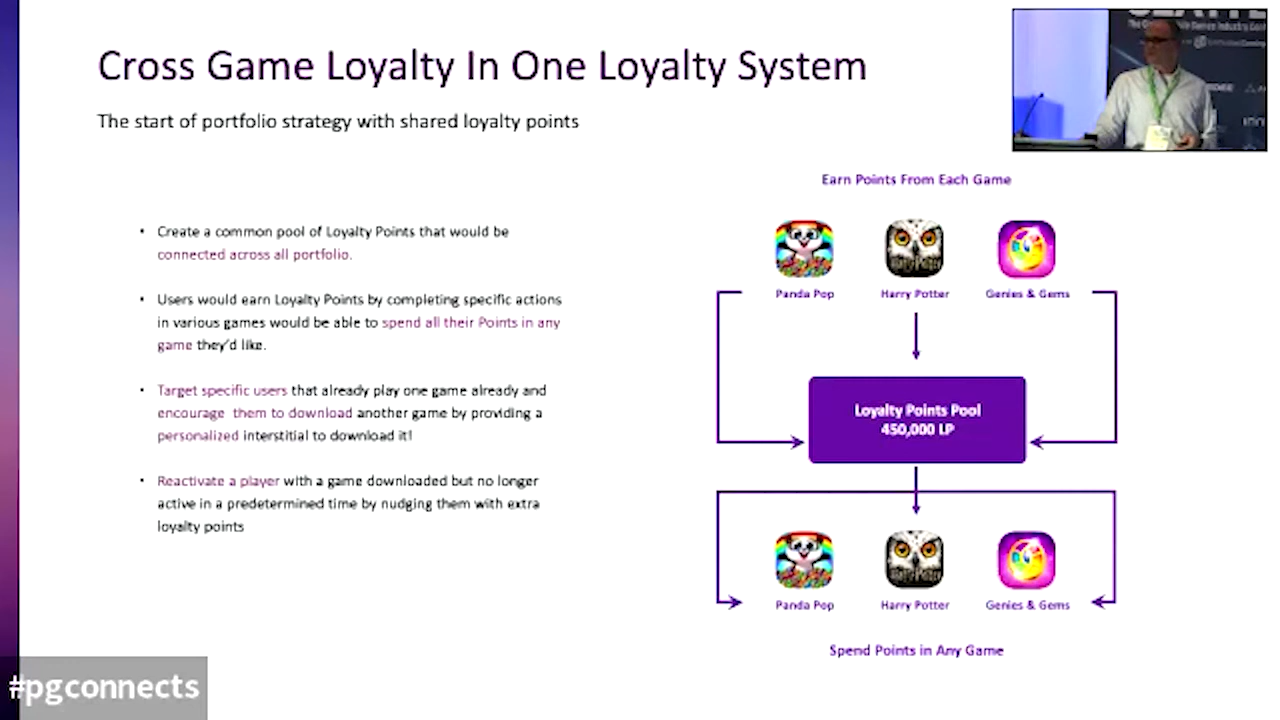 Cross Game Loyalty In One Loyalty System
The start of portfolio strategy with shared loyalty points
• Create a common pool of Loyalty Points that would be
connected across all portfolio.
• Users would earn Loyalty Points by completing specific actions
in various games would be able to spend all their Points in any
game they'd like.
• Target specific users that already play one game already and
encourage them to download another game by providing a
personalized interstitial to download it!
• Reactivate a player with a game downloaded but no longer
active in a predetermined time by nudging them with extra
loyalty points
Earn Points From Each Game
Harry Potter
Panda Pop
Harry Potter
Genies & Gems
Loyalty Points Pool
450,000 LP
Harry Potter
Panda Pop
Harry Potter
Genies & Gems
Spend Points in Any Game
#pgconnects